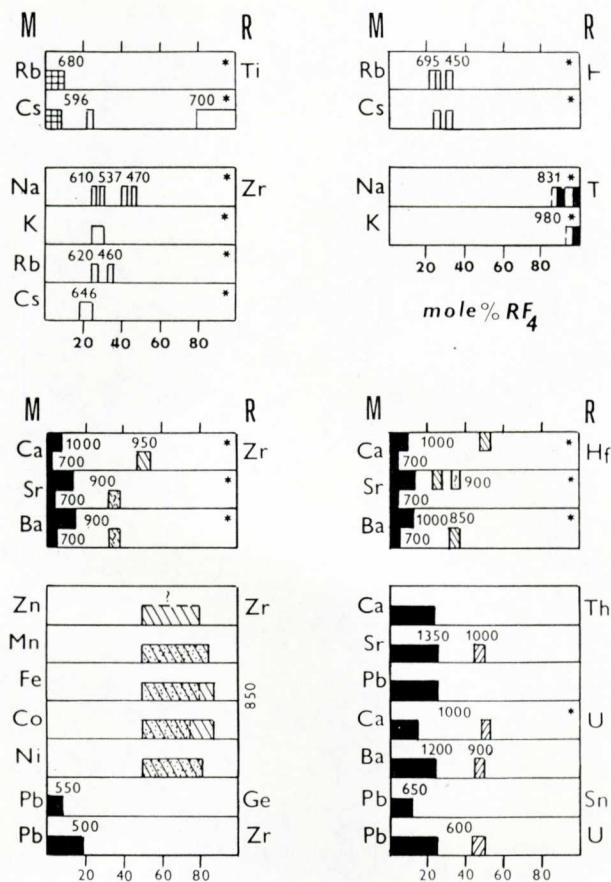 M R
Rb 680 * Ti
Cs 596 700 *
Na 610 537 470 * Zr
K *
Rb 620 460 *
Cs 646 *
20 40 60 80
M R
Rb 695 450 *
Cs *
Na 831 * T
K 980 *
20 40 60 80
mole% RF4
M R
Ca 1000 950 * Zr
700
Sr 900 *
700
Ba 900 *
700
Zn ? Zr
Mn
Fe 850
Co
Ni
Pb 550 Ge
Pb 500 Zr
20 40 60 80
M R
Ca 1000 * Hf
700
Sr ? 900 *
700
Ba 1000 850 *
700
Ca Th
Sr 1350 1000
Pb
Ca 1000 * U
Ba 1200 900
Pb 650 Sn
Pb 600 U
20 40 60 80